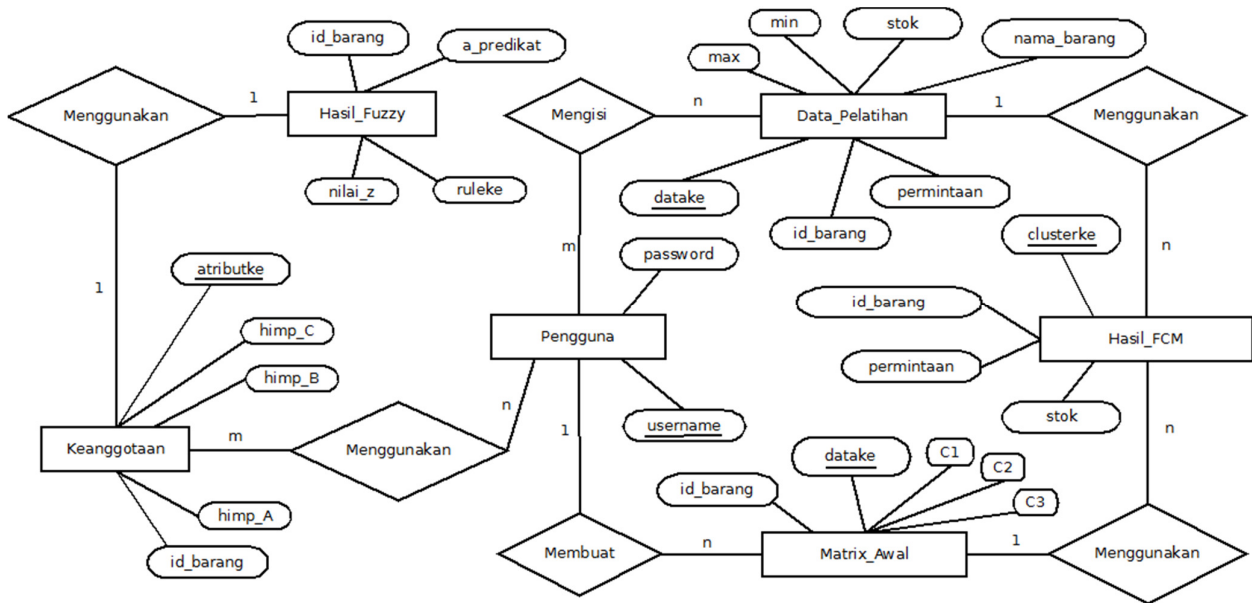 id_barang
a_predikat
Menggunakan
1
Hasil_Fuzzy
nilai_z
ruleke
1
min
stok
max
nama_barang
Mengisi
n
Data_Pelatihan
1
Menggunakan
datake
id_barang
permintaan
m
n
password
clusterke
id_barang
Pengguna
Hasil_FCM
permintaan
stok
username
atributke
himp_C
himp_B
Keanggotaan
m
Menggunakan
n
himp_A
id_barang
1
n
datake
C1
C2
C3
id_barang
Membuat
n
Matrix_Awal
1
Menggunakan